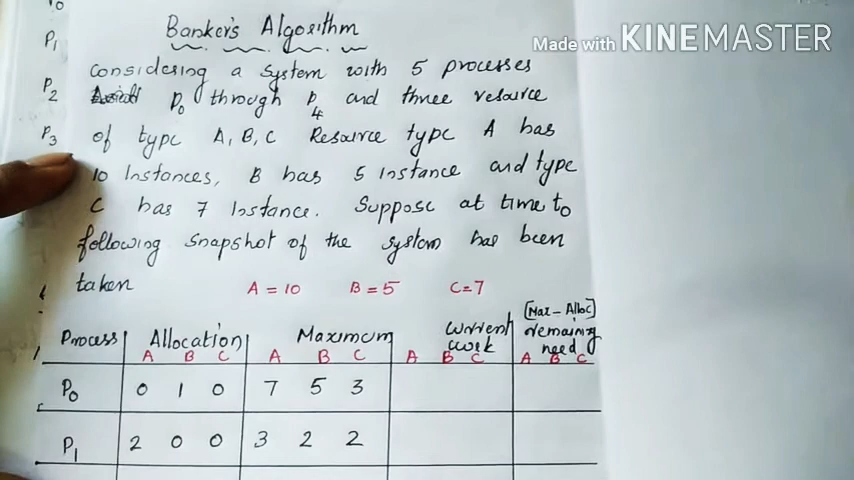 Banker's Algorithm
Made with KINEMASTER
P1
P2
P3
Considering a system with 5 processes
P0 through P4 and three resource
of type A, B, C Resource type A has
10 Instances, B has 5 instance and type
C has 7 Instance. Suppose at time to
following snapshot of the system has been
taken
A = 10 B = 5 C = 7
[Max - Alloc]
Process Allocation Maximum current work remaining need
A B C A B C A B C A B C
P0 0 1 0 7 5 3
P1 2 0 0 3 2 2